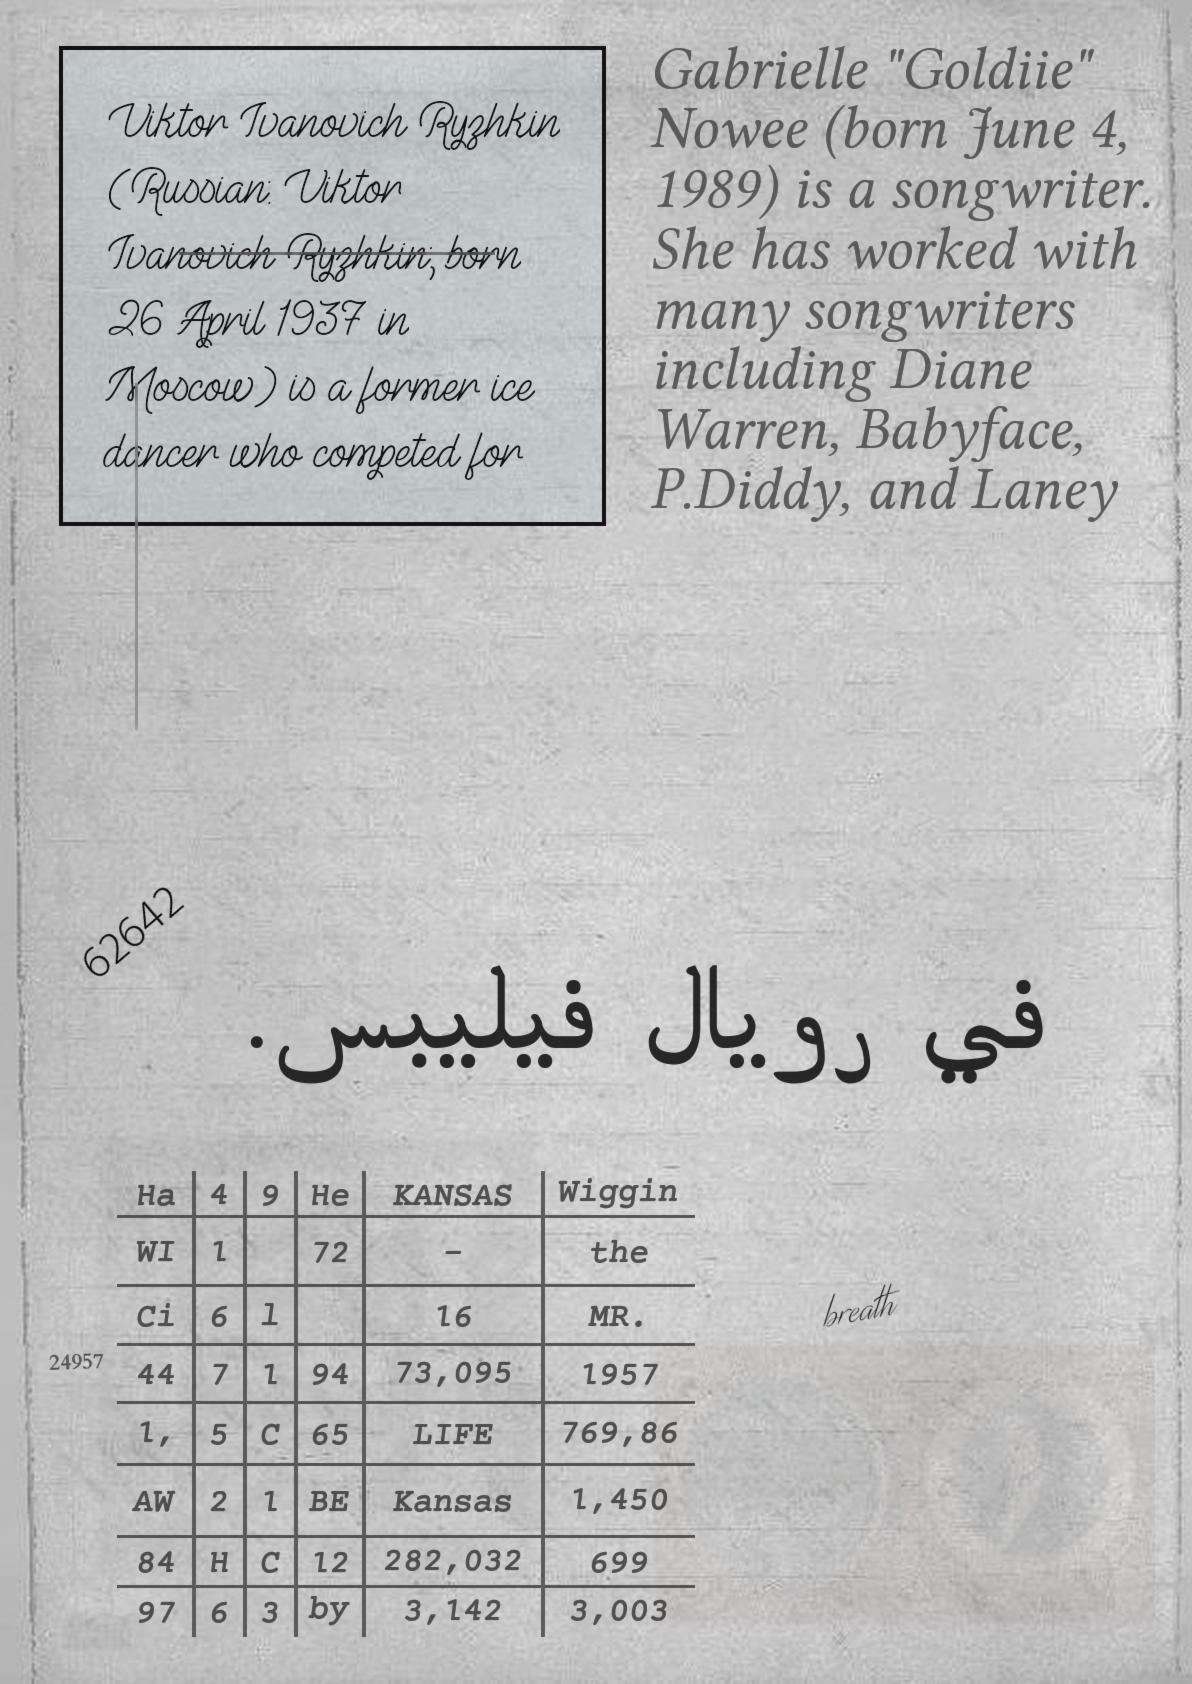 Viktor Ivanovich Ryzhkin
(Russian: Viktor
Ivanovich Ryzhkin; born
26 April 1937 in
Moscow) is a former ice
dancer who competed for
Gabrielle "Goldiie"
Nowee (born June 4,
1989) is a songwriter.
She has worked with
many songwriters
including Diane
Warren, Babyface,
P.Diddy, and Laney
62642
في رويال فيلييس.
Ha 4 9 He KANSAS Wiggin
WI 1 72 – the
Ci 6 1 16 MR.
44 7 1 94 73,095 1957
1, 5 C 65 LIFE 769,86
AW 2 1 BE Kansas 1,450
84 H C 12 282,032 699
97 6 3 by 3,142 3,003
breath
24957